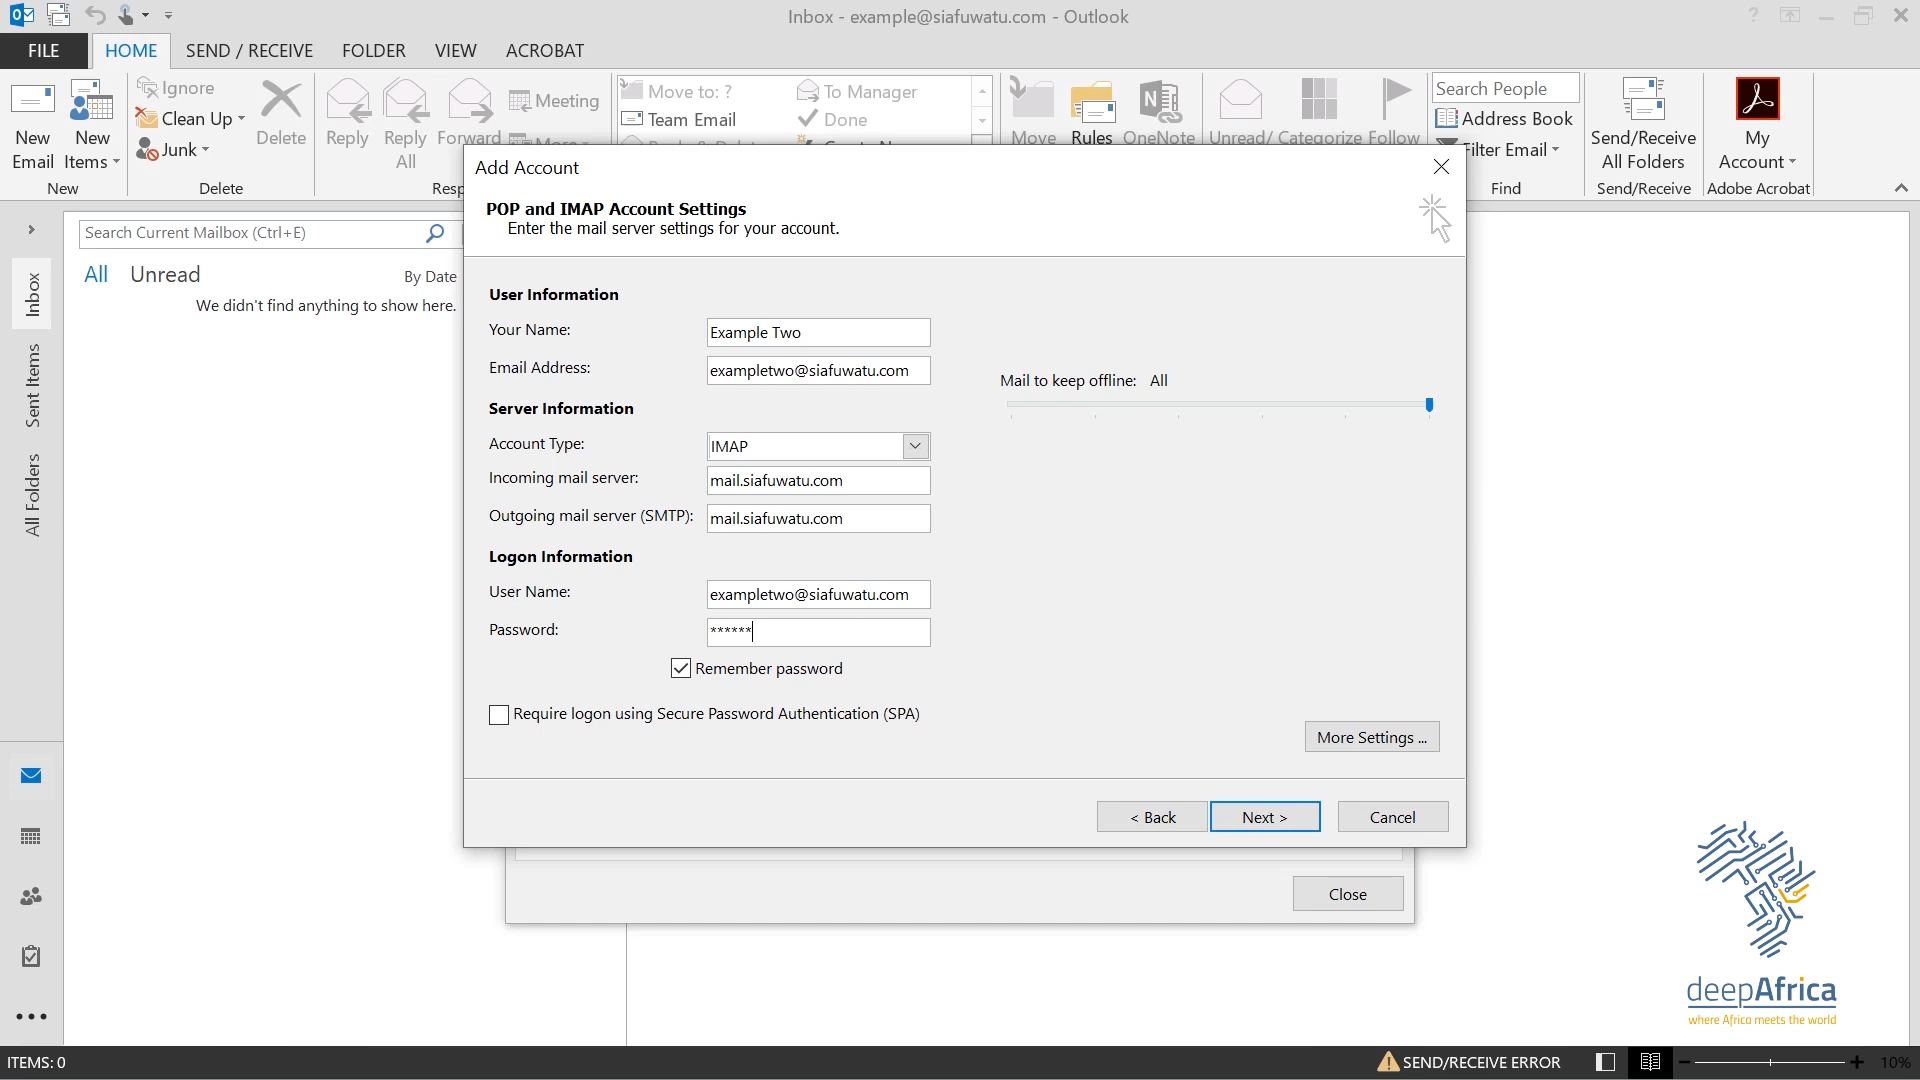 Inbox - example@siafuwatu.com - Outlook
FILE HOME SEND / RECEIVE FOLDER VIEW ACROBAT
New Email
New Items
New
Ignore
Clean Up
Junk
Delete
Delete
Reply
Reply All
Forward
Meeting
Move to: ?
Team Email
To Manager
Done
Move
Rules
OneNote
Unread/
Categorize
Follow
Search People
Address Book
Filter Email
Find
Send/Receive All Folders
Send/Receive
My Account
Adobe Acrobat
Search Current Mailbox (Ctrl+E)
All Unread By Date
We didn't find anything to show here.
Inbox
Sent Items
All Folders
Add Account
POP and IMAP Account Settings
Enter the mail server settings for your account.
User Information
Your Name: Example Two
Email Address: exampletwo@siafuwatu.com
Mail to keep offline: All
Server Information
Account Type: IMAP
Incoming mail server: mail.siafuwatu.com
Outgoing mail server (SMTP): mail.siafuwatu.com
Logon Information
User Name: exampletwo@siafuwatu.com
Password: ******
Remember password
Require logon using Secure Password Authentication (SPA)
More Settings ...
< Back Next > Cancel
Close
deepAfrica
where Africa meets the world
ITEMS: 0 SEND/RECEIVE ERROR 10%